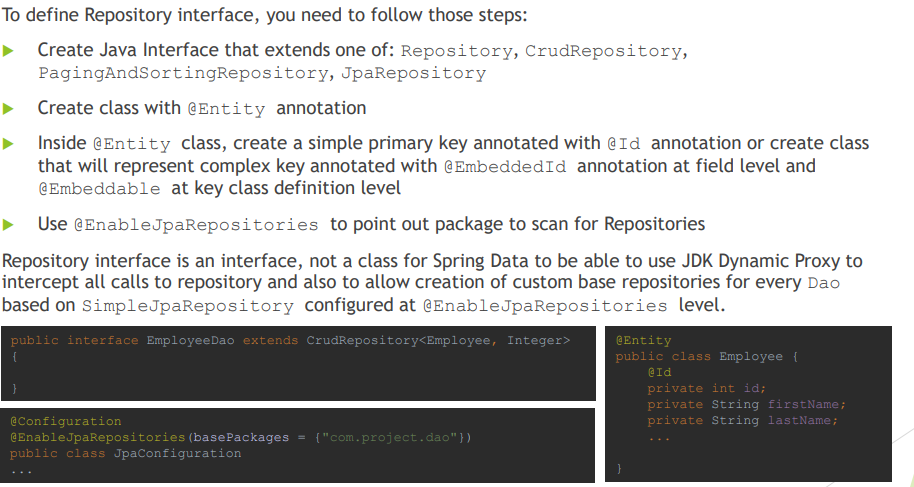 To define Repository interface, you need to follow those steps:
Create Java Interface that extends one of: Repository, CrudRepository,
PagingAndSortingRepository, JpaRepository
Create class with @Entity annotation
Inside @Entity class, create a simple primary key annotated with @Id annotation or create class
that will represent complex key annotated with @EmbeddedId annotation at field level and
@Embeddable at key class definition level
Use @EnableJpaRepositories to point out package to scan for Repositories
Repository interface is an interface, not a class for Spring Data to be able to use JDK Dynamic Proxy to
intercept all calls to repository and also to allow creation of custom base repositories for every Dao
based on SimpleJpaRepository configured at @EnableJpaRepositories level.
public interface EmployeeDao extends CrudRepository<Employee, Integer>
{
}
@Configuration
@EnableJpaRepositories(basePackages = {"com.project.dao"})
public class JpaConfiguration
...
@Entity
public class Employee {
@Id
private int id;
private String firstName;
private String lastName;
...
}